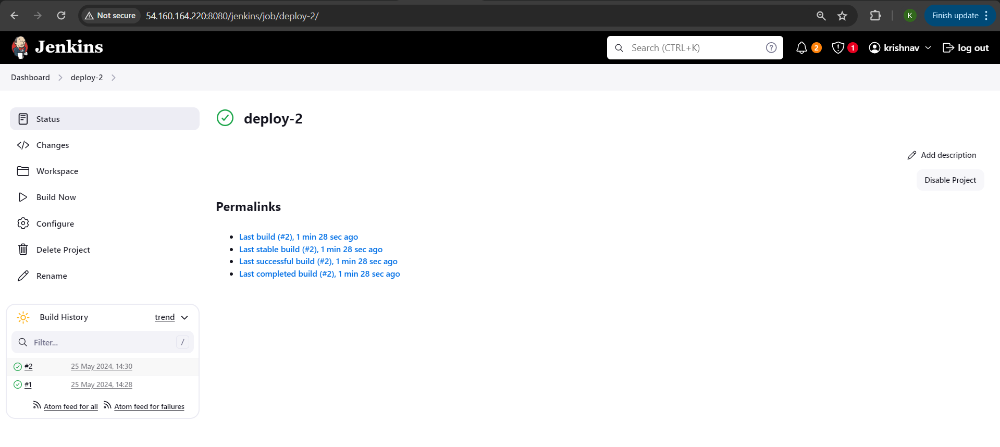 Not secure 54.160.164.220:8080/jenkins/job/deploy-2/ K Finish update
Jenkins Search (CTRL+K) ? 2 1 krishnav log out
Dashboard deploy-2
Status
deploy-2
Changes
Add description
Workspace
Disable Project
Build Now
Permalinks
Configure
Last build (#2), 1 min 28 sec ago
Last stable build (#2), 1 min 28 sec ago
Delete Project
Last successful build (#2), 1 min 28 sec ago
Last completed build (#2), 1 min 28 sec ago
Rename
Build History trend
Filter... /
#2 25 May 2024, 14:30
#1 25 May 2024, 14:28
Atom feed for all Atom feed for failures